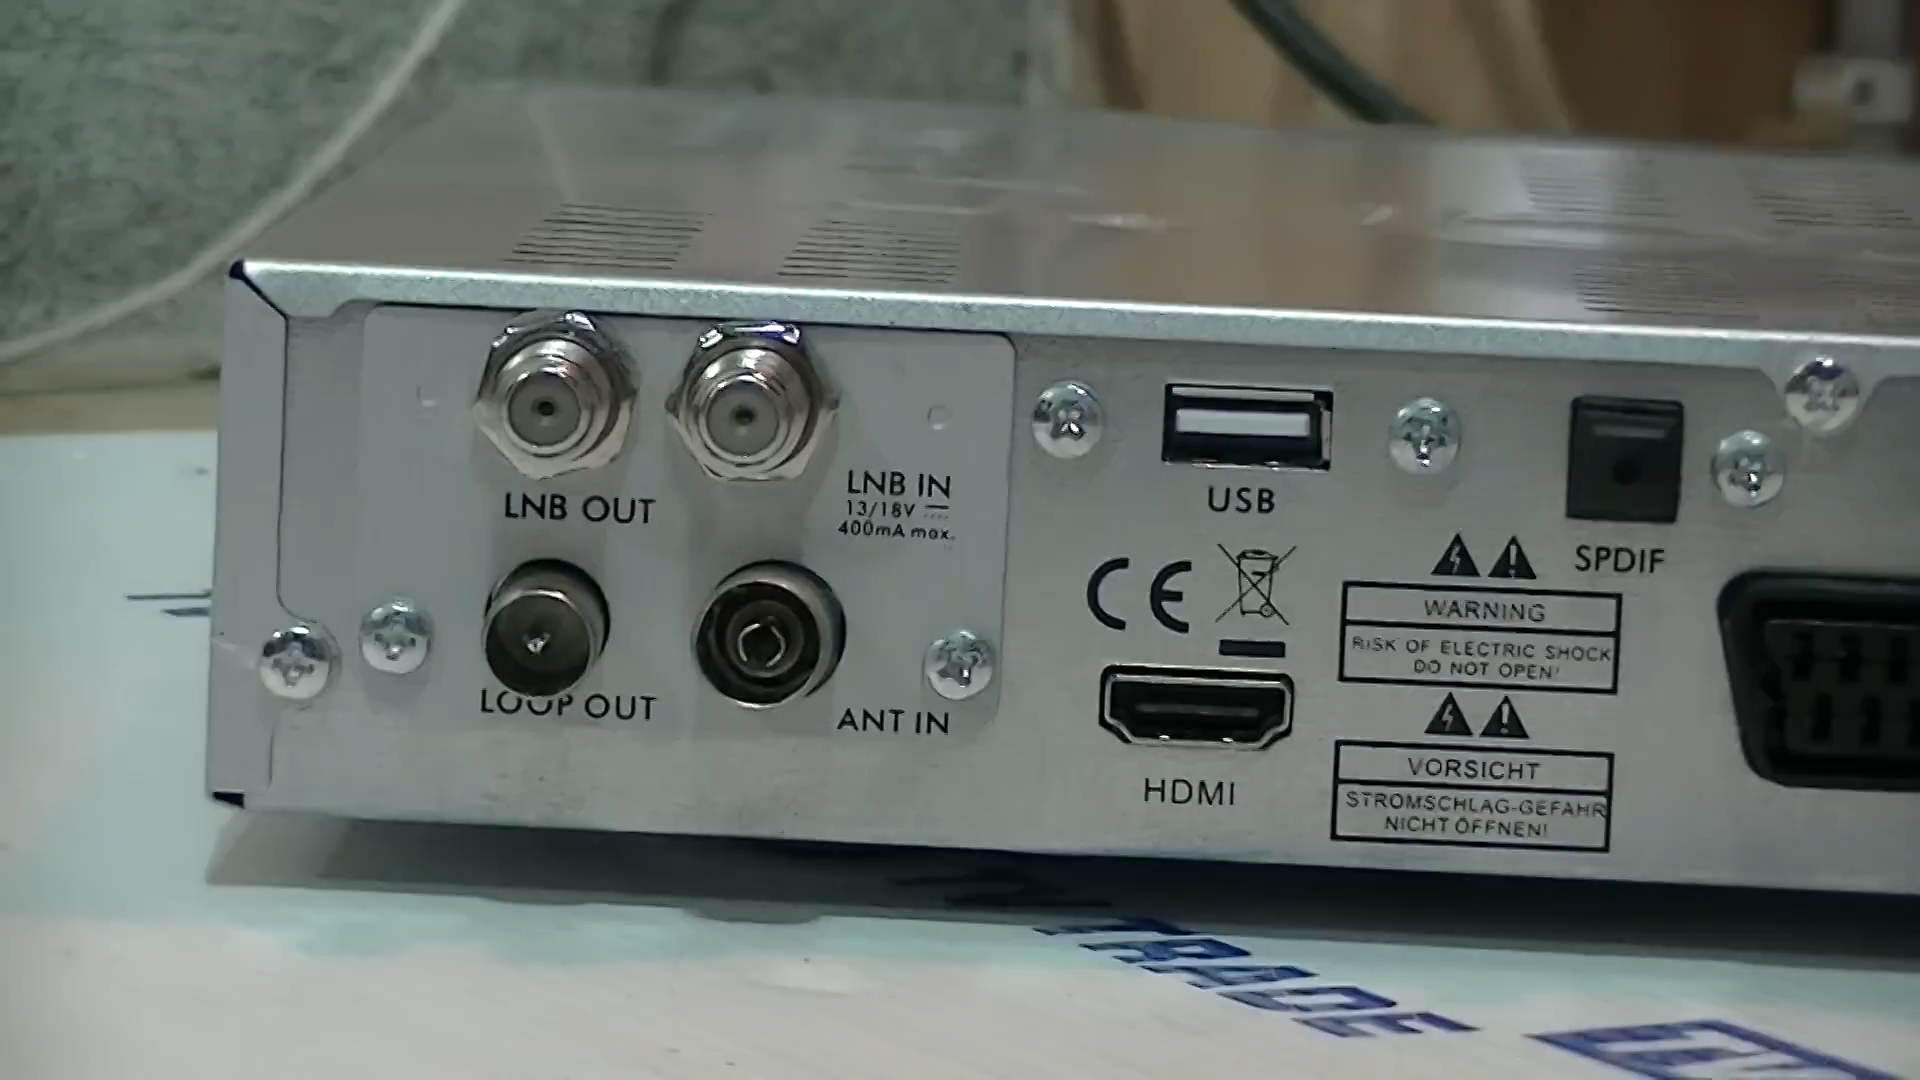 LNB OUT
LNB IN
13/18V
400mA max.
LOOP OUT
ANT IN
USB
SPDIF
CE
WARNING
RISK OF ELECTRIC SHOCK
DO NOT OPEN!
HDMI
VORSICHT
STROMSCHLAG-GEFAHR
NICHT ÖFFNEN!
TRADE